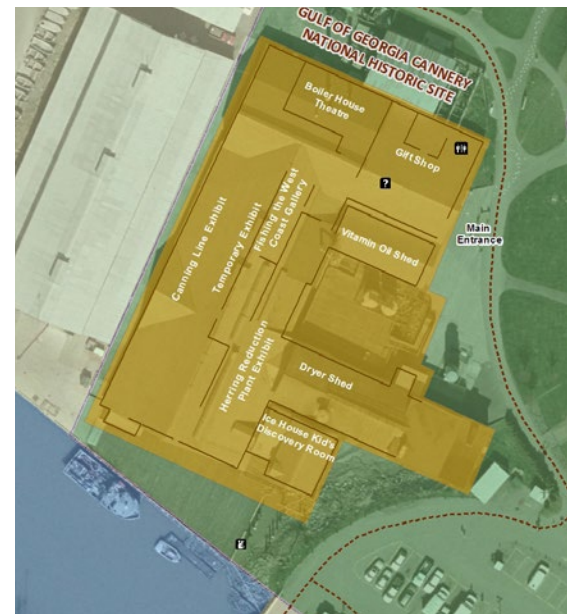 GULF OF GEORGIA CANNERY
NATIONAL HISTORIC SITE
Boiler House
Theatre
Gift Shop
?
Main
Entrance
Fishing the West
Coast Gallery
Vitamin Oil Shed
Temporary Exhibit
Canning Line Exhibit
Herring Reduction
Plant Exhibit
Dryer Shed
Ice House Kid's
Discovery Room